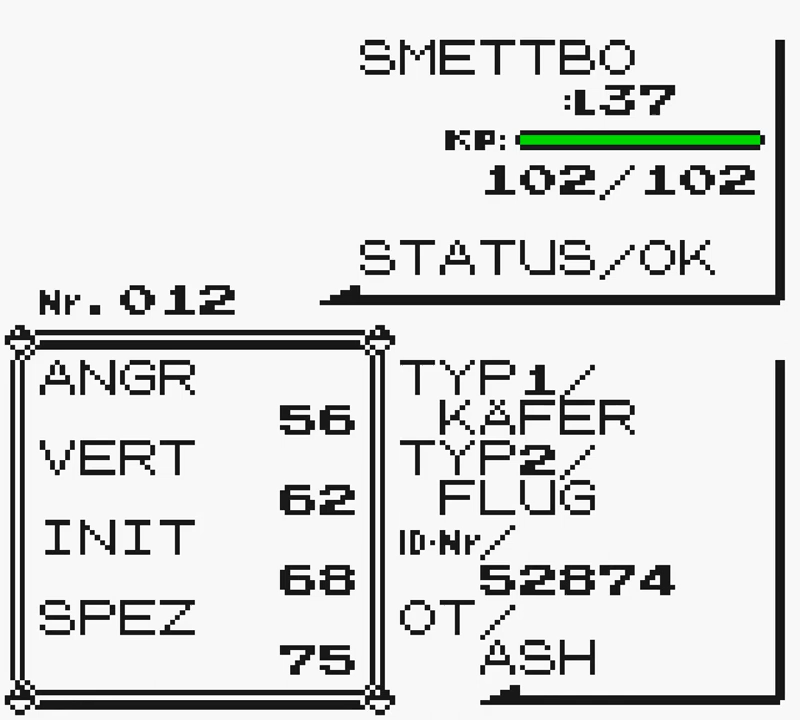 SMETTBO
:L37
KP:
102/102
STATUS/OK
Nr.012
ANGR
56
VERT
62
INIT
68
SPEZ
75
TYP1/
KÄFER
TYP2/
FLUG
ID·Nr/
52874
OT/
ASH